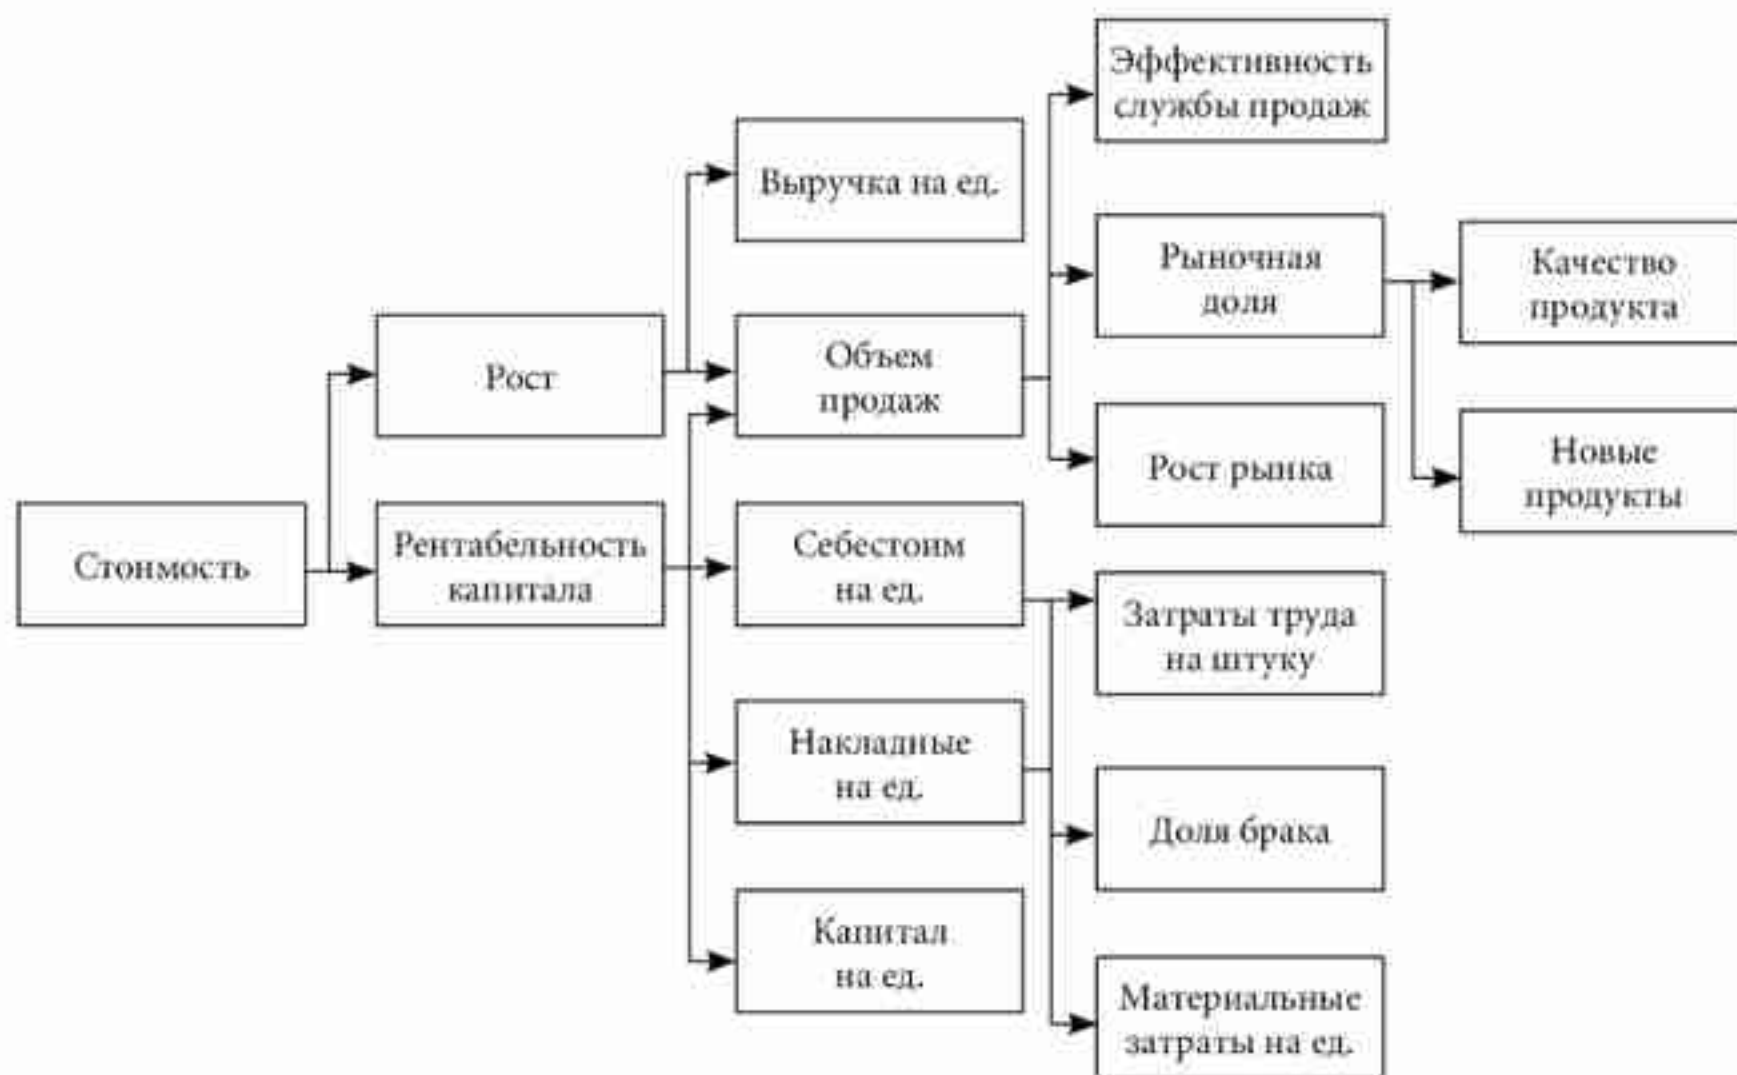 Эффективность
службы продаж
Выручка на ед.
Рыночная
доля
Качество
продукта
Рост
Объем
продаж
Рост рынка
Новые
продукты
Стоимость
Рентабельность
капитала
Себестоим
на ед.
Затраты труда
на штуку
Накладные
на ед.
Доля брака
Капитал
на ед.
Материальные
затраты на ед.